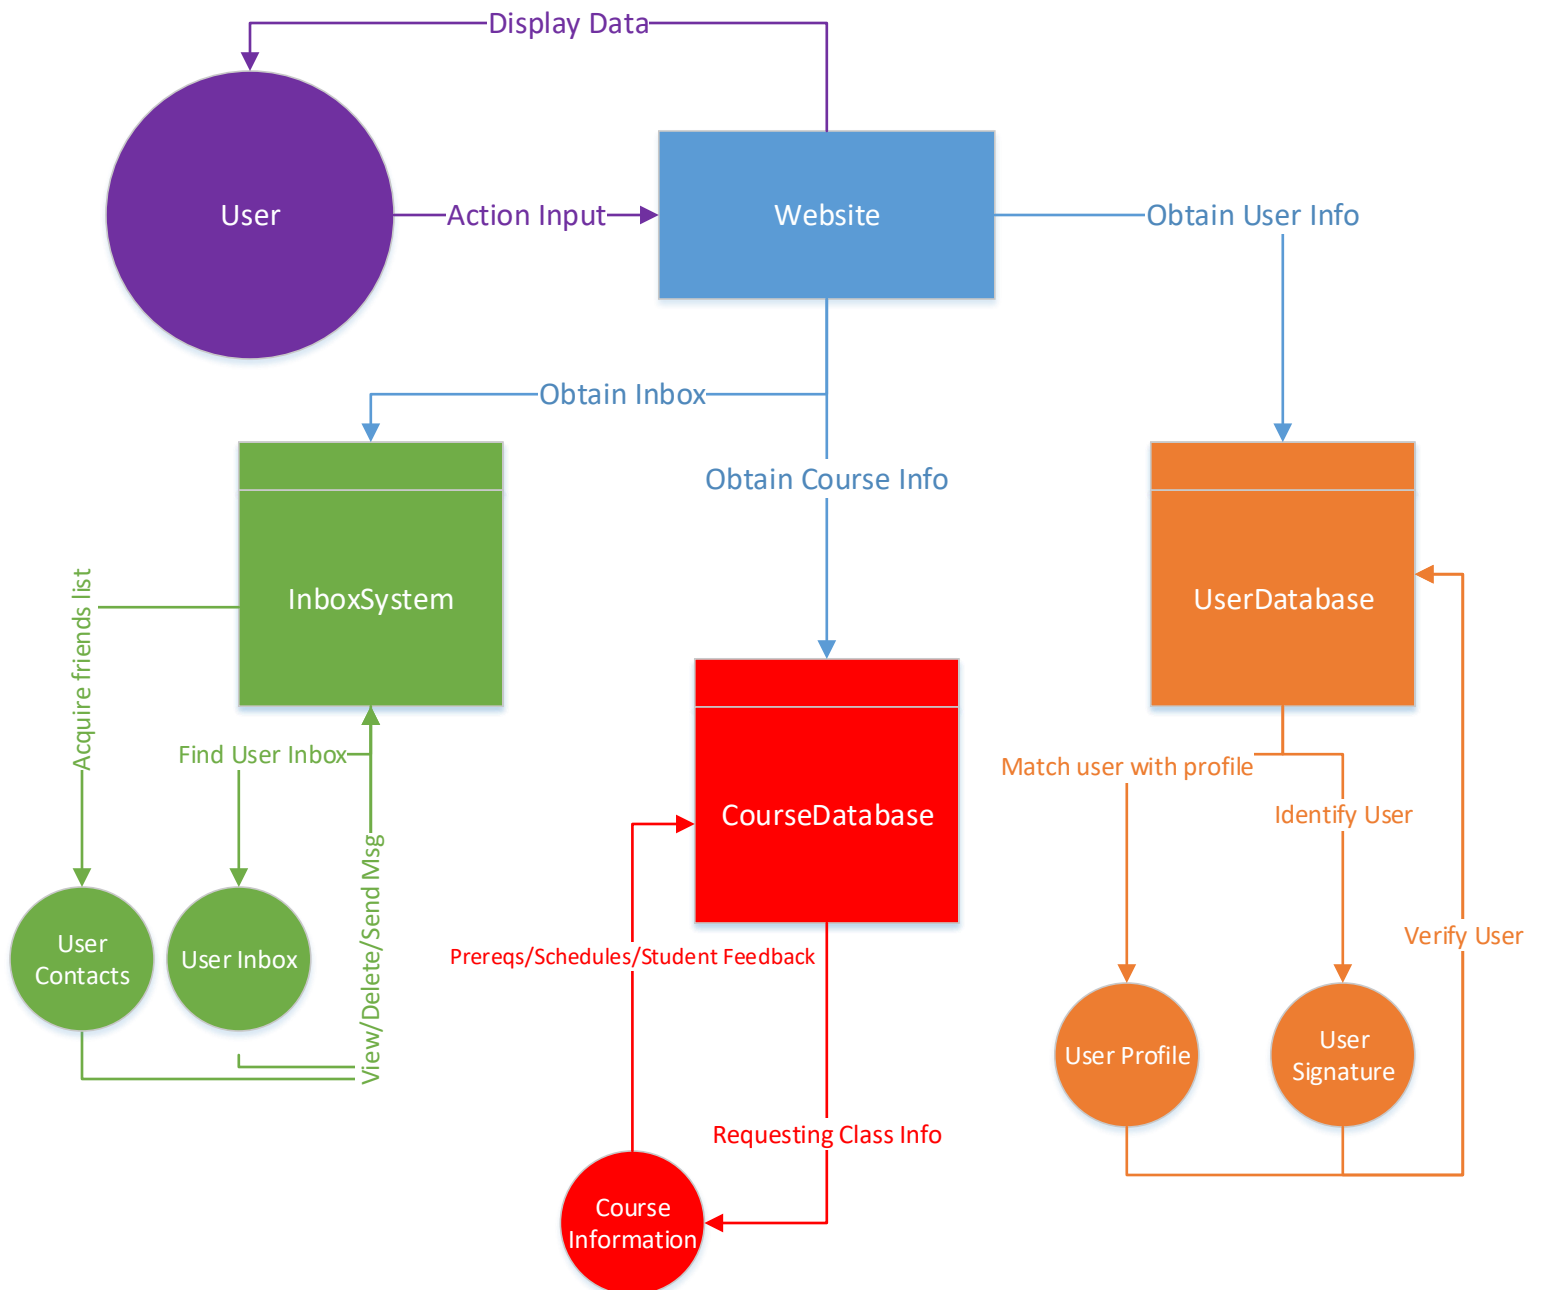 Display Data
User
Action Input
Website
Obtain User Info
Obtain Inbox
Obtain Course Info
InboxSystem
UserDatabase
Acquire friends list
Find User Inbox
Match user with profile
CourseDatabase
Identify User
View/Delete/Send Msg
User
Contacts
User Inbox
Prereqs/Schedules/Student Feedback
Verify User
User Profile
User
Signature
Requesting Class Info
Course
Information